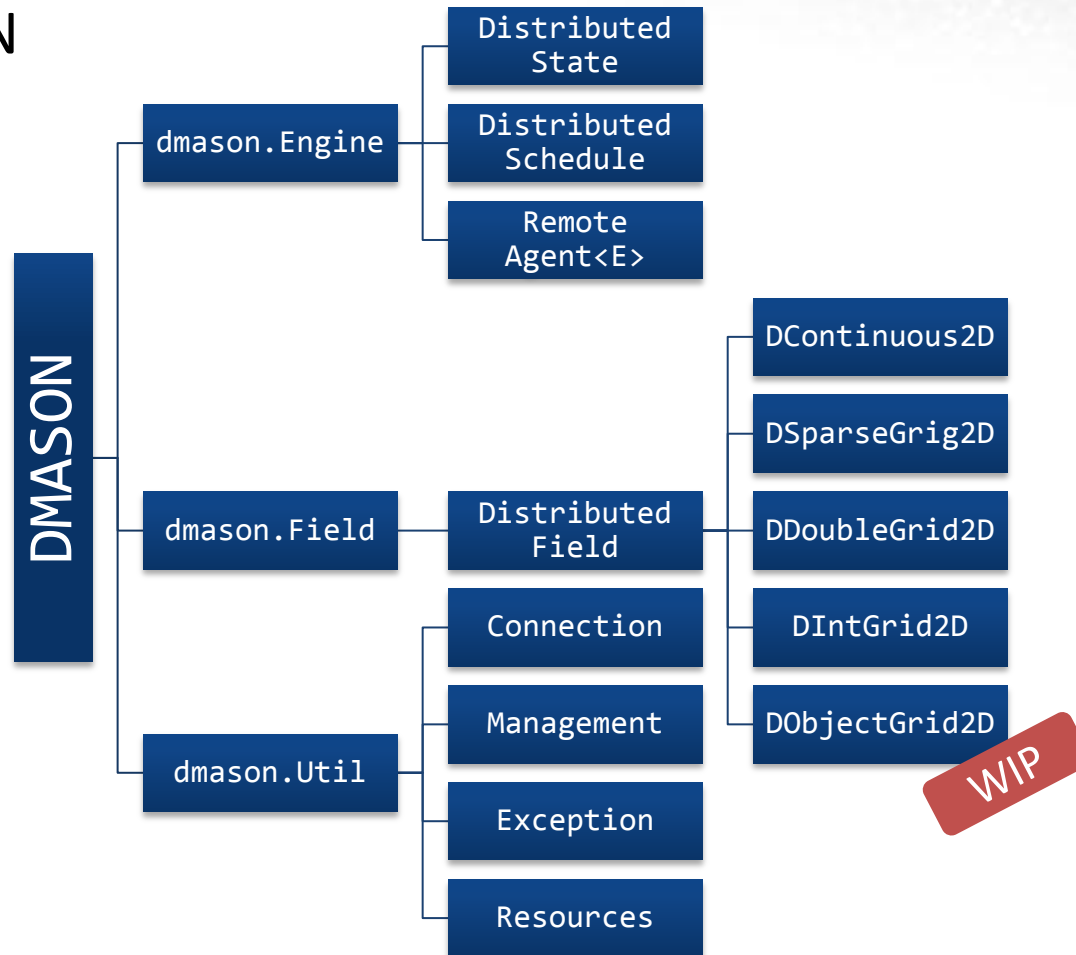 N
DMASON
dmason.Engine
Distributed
State
Distributed
Schedule
Remote
Agent<E>
dmason.Field
Distributed
Field
DContinuous2D
DSparseGrig2D
DDoubleGrid2D
DIntGrid2D
DObjectGrid2D
WIP
dmason.Util
Connection
Management
Exception
Resources